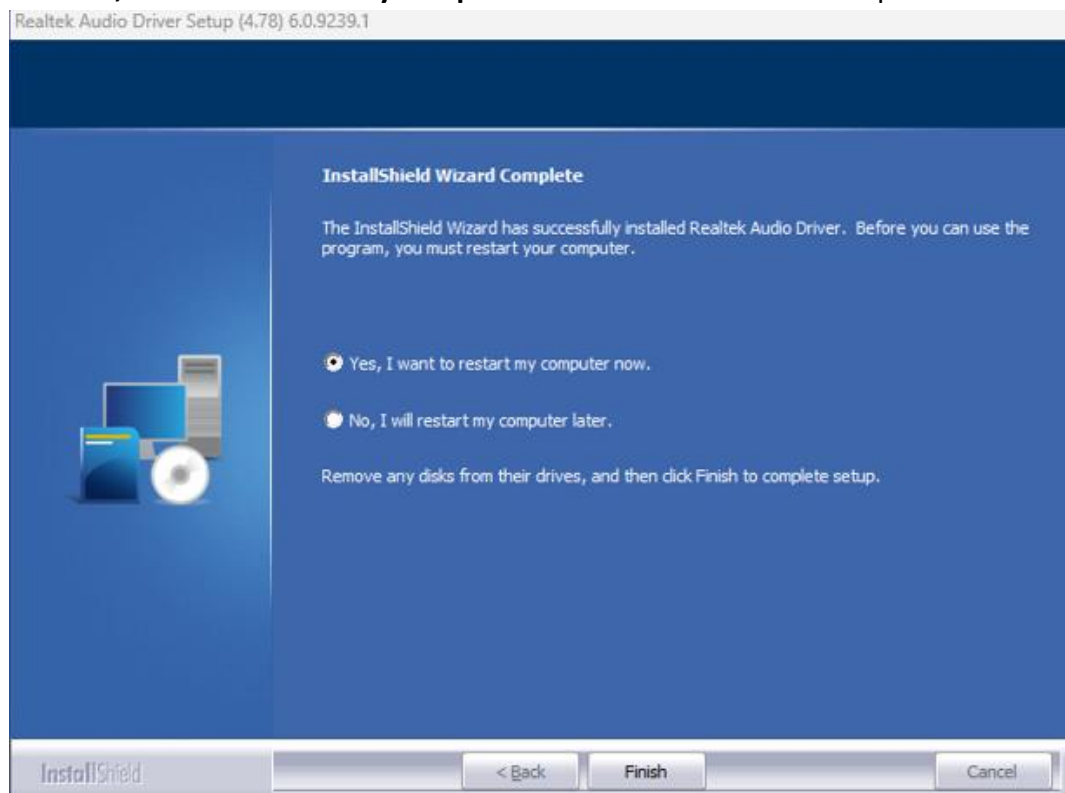 Realtek Audio Driver Setup (4.78) 6.0.9239.1
InstallShield Wizard Complete
The InstallShield Wizard has successfully installed Realtek Audio Driver. Before you can use the
program, you must restart your computer.
Yes, I want to restart my computer now.
No, I will restart my computer later.
Remove any disks from their drives, and then click Finish to complete setup.
InstallShield
< Back
Finish
Cancel